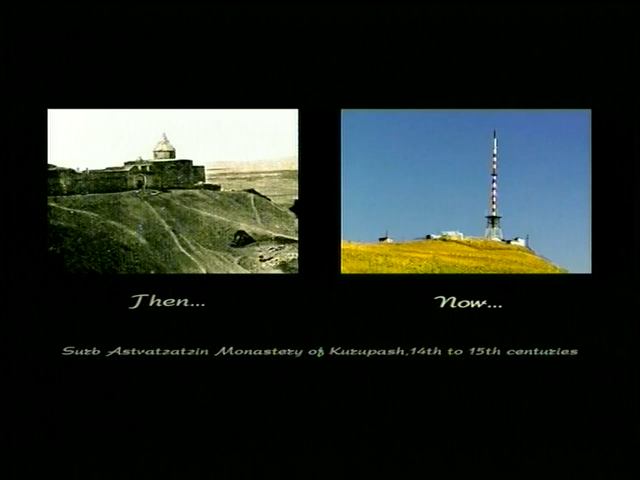 Then...
Now...
Surb Astvatzatzin Monastery of Kurupash,14th to 15th centuries